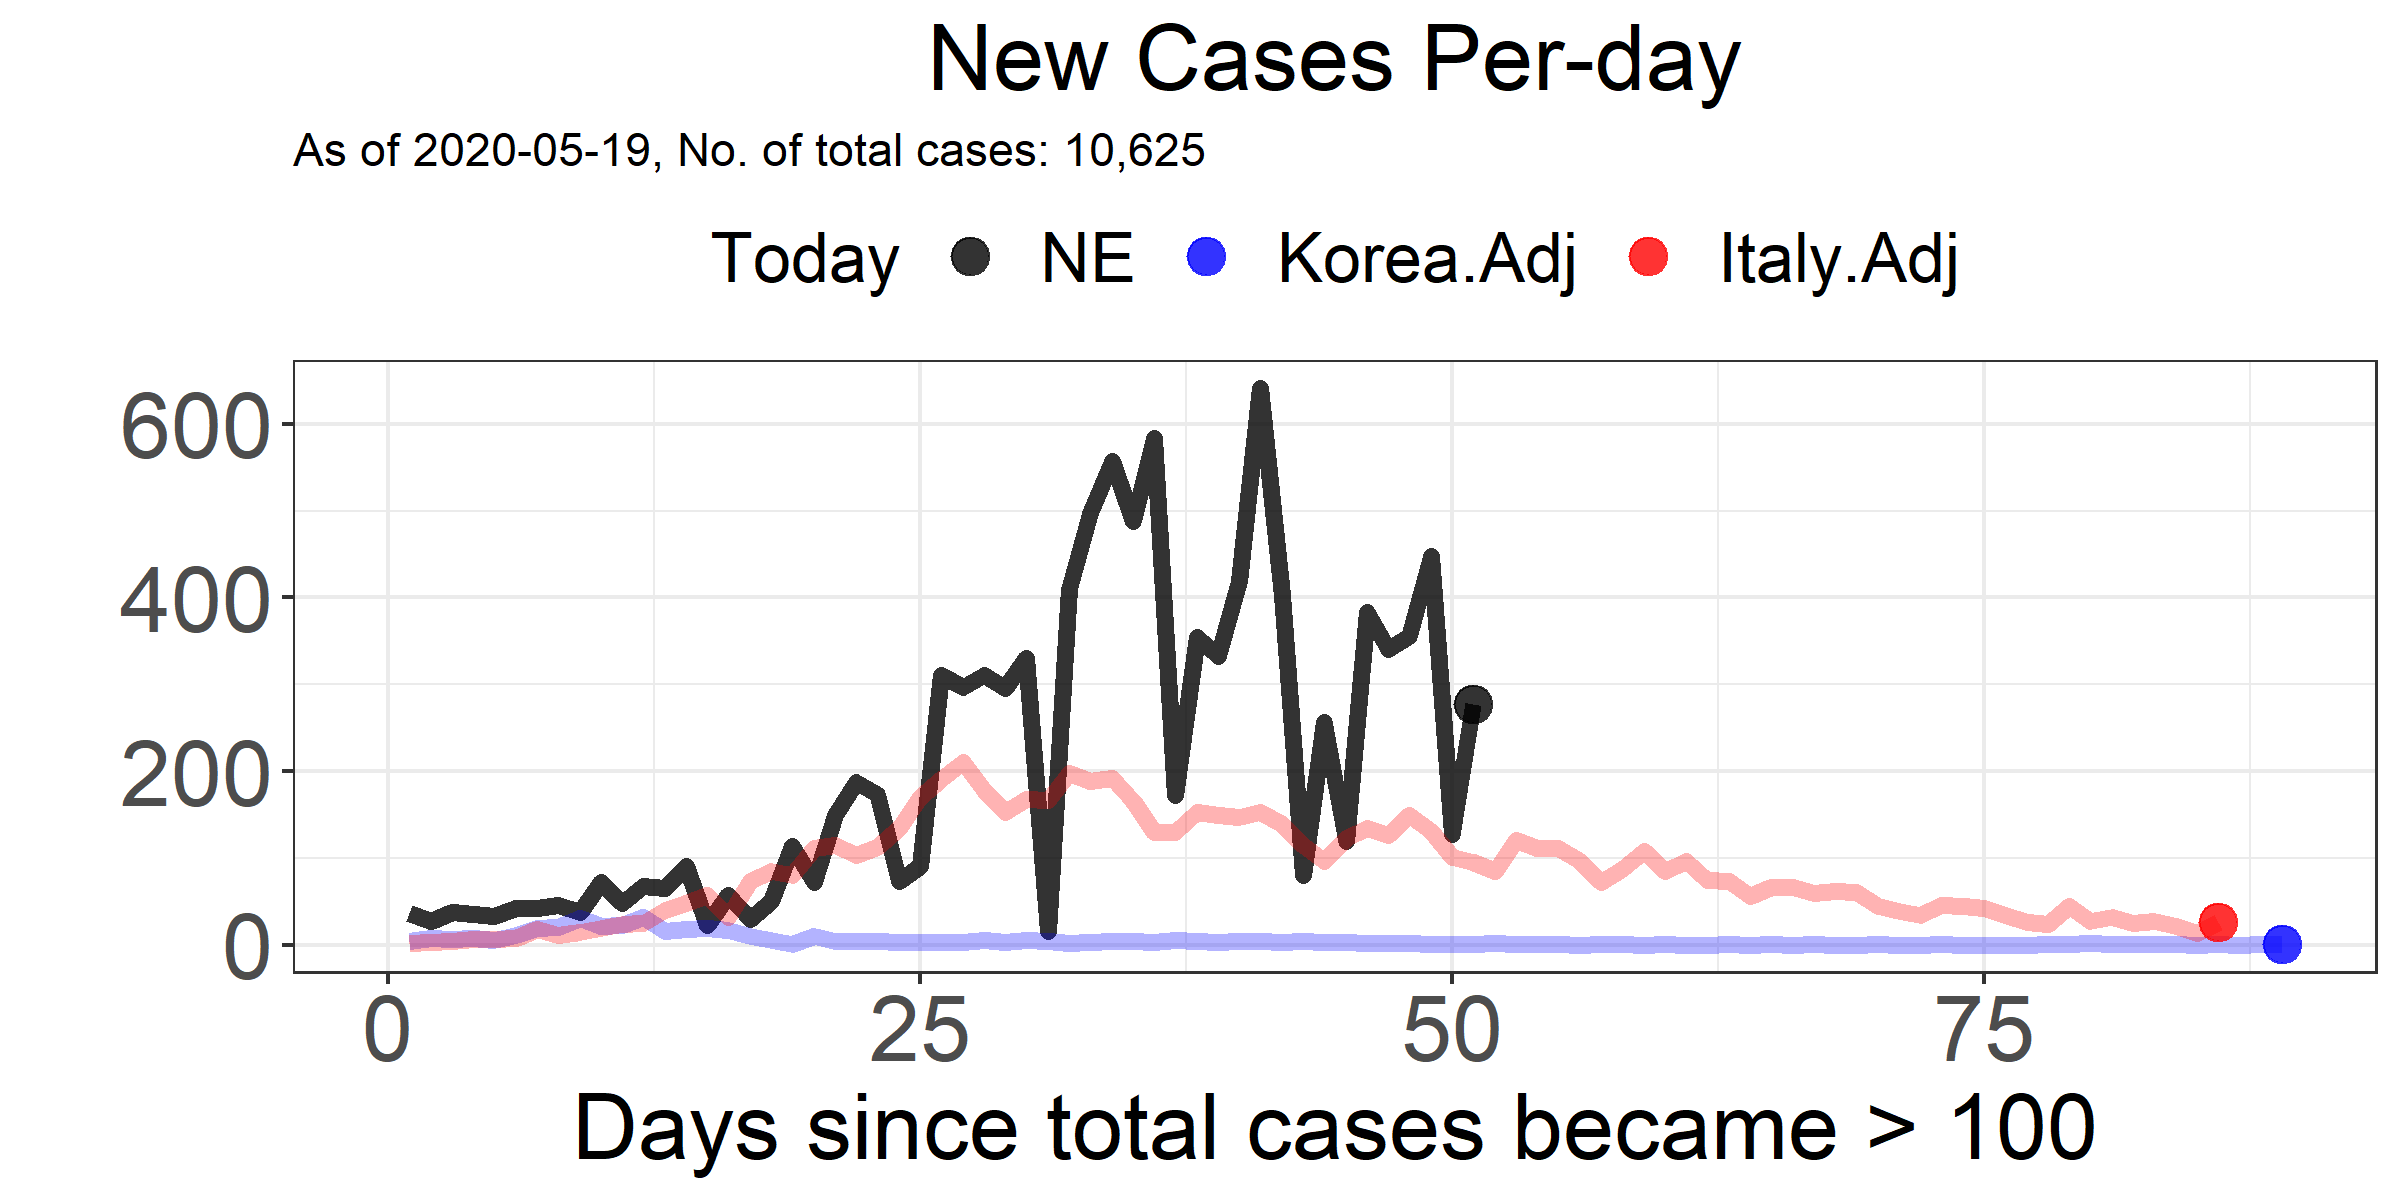 New Cases Per-day
As of 2020-05-19, No. of total cases: 10,625
Today NE Korea.Adj Italy.Adj
600
400
200
0
0 25 50 75
Days since total cases became > 100